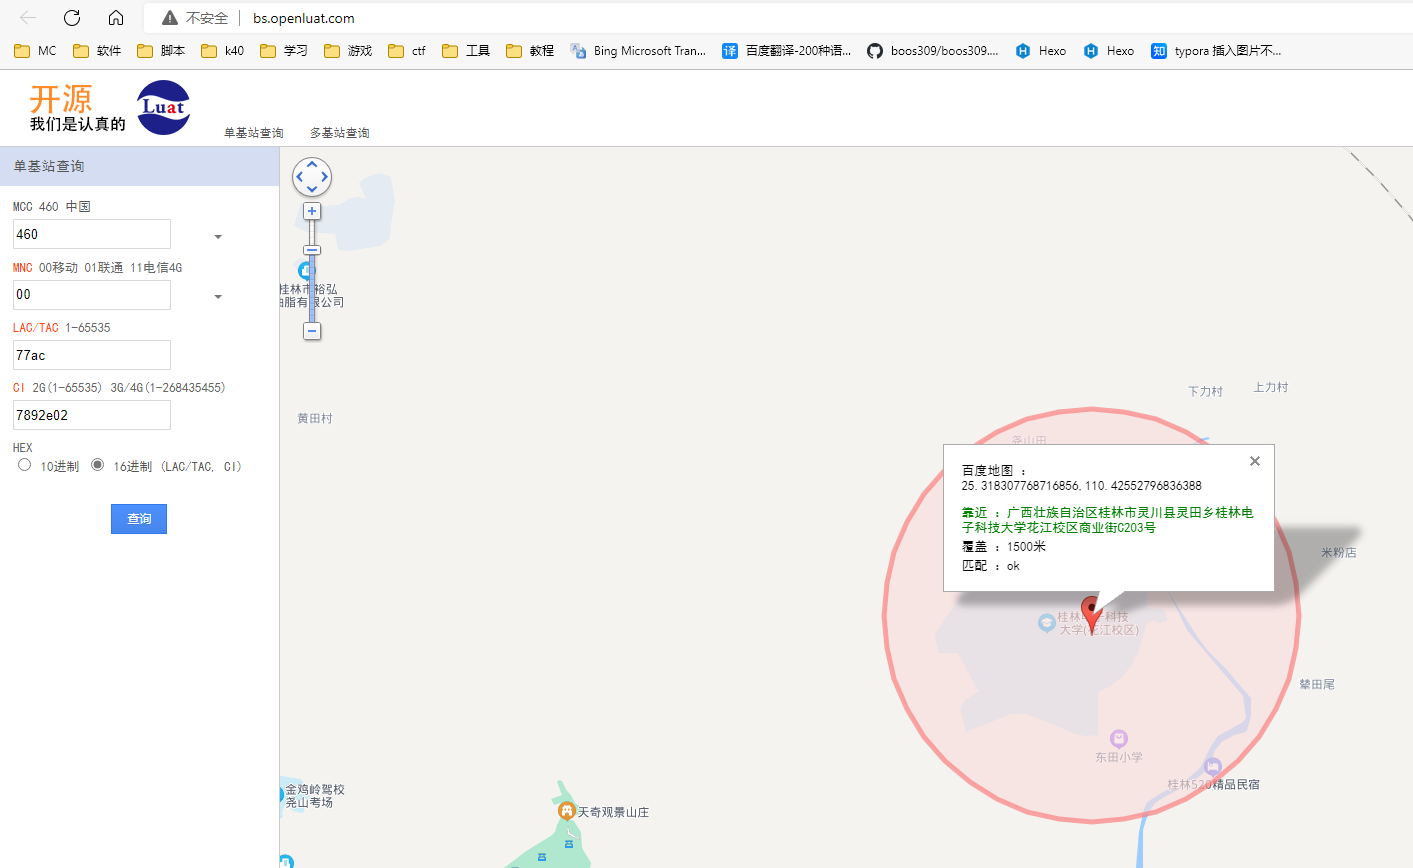 不安全 bs.openluat.com
MC 软件 脚本 k40 学习 游戏 ctf 工具 教程 Bing Microsoft Tran... 译 百度翻译-200种语... boos309/boos309.... H Hexo H Hexo 知 typora 插入图片不...
开源
我们是认真的
Luat
单基站查询 多基站查询
单基站查询
MCC 460 中国
460
MNC 00移动 01联通 11电信4G
00
LAC/TAC 1-65535
77ac
CI 2G(1-65535) 3G/4G(1-268435455)
7892e02
HEX
10进制 16进制 (LAC/TAC, CI)
查询
桂林市裕弘
油脂有限公司
黄田村
下力村
上力村
尧山田
百度地图 :
25.318307768716856,110.42552796836388
靠近 : 广西壮族自治区桂林市灵川县灵田乡桂林电
子科技大学花江校区商业街C203号
覆盖 : 1500米
匹配 : ok
米粉店
桂林电子科技
大学(花江校区)
辇田尾
东田小学
桂林520精品民宿
金鸡岭驾校
尧山考场
天奇观景山庄